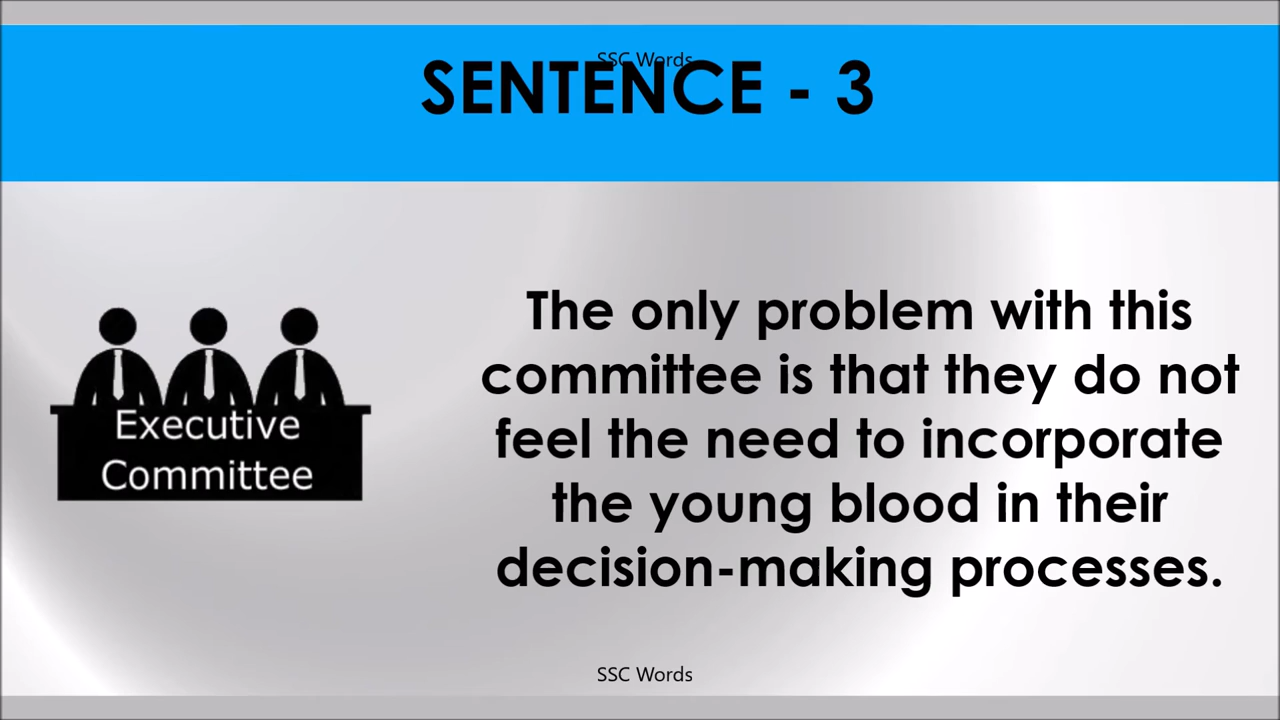 SSC Words
SENTENCE - 3
Executive
Committee
The only problem with this
committee is that they do not
feel the need to incorporate
the young blood in their
decision-making processes.
SSC Words